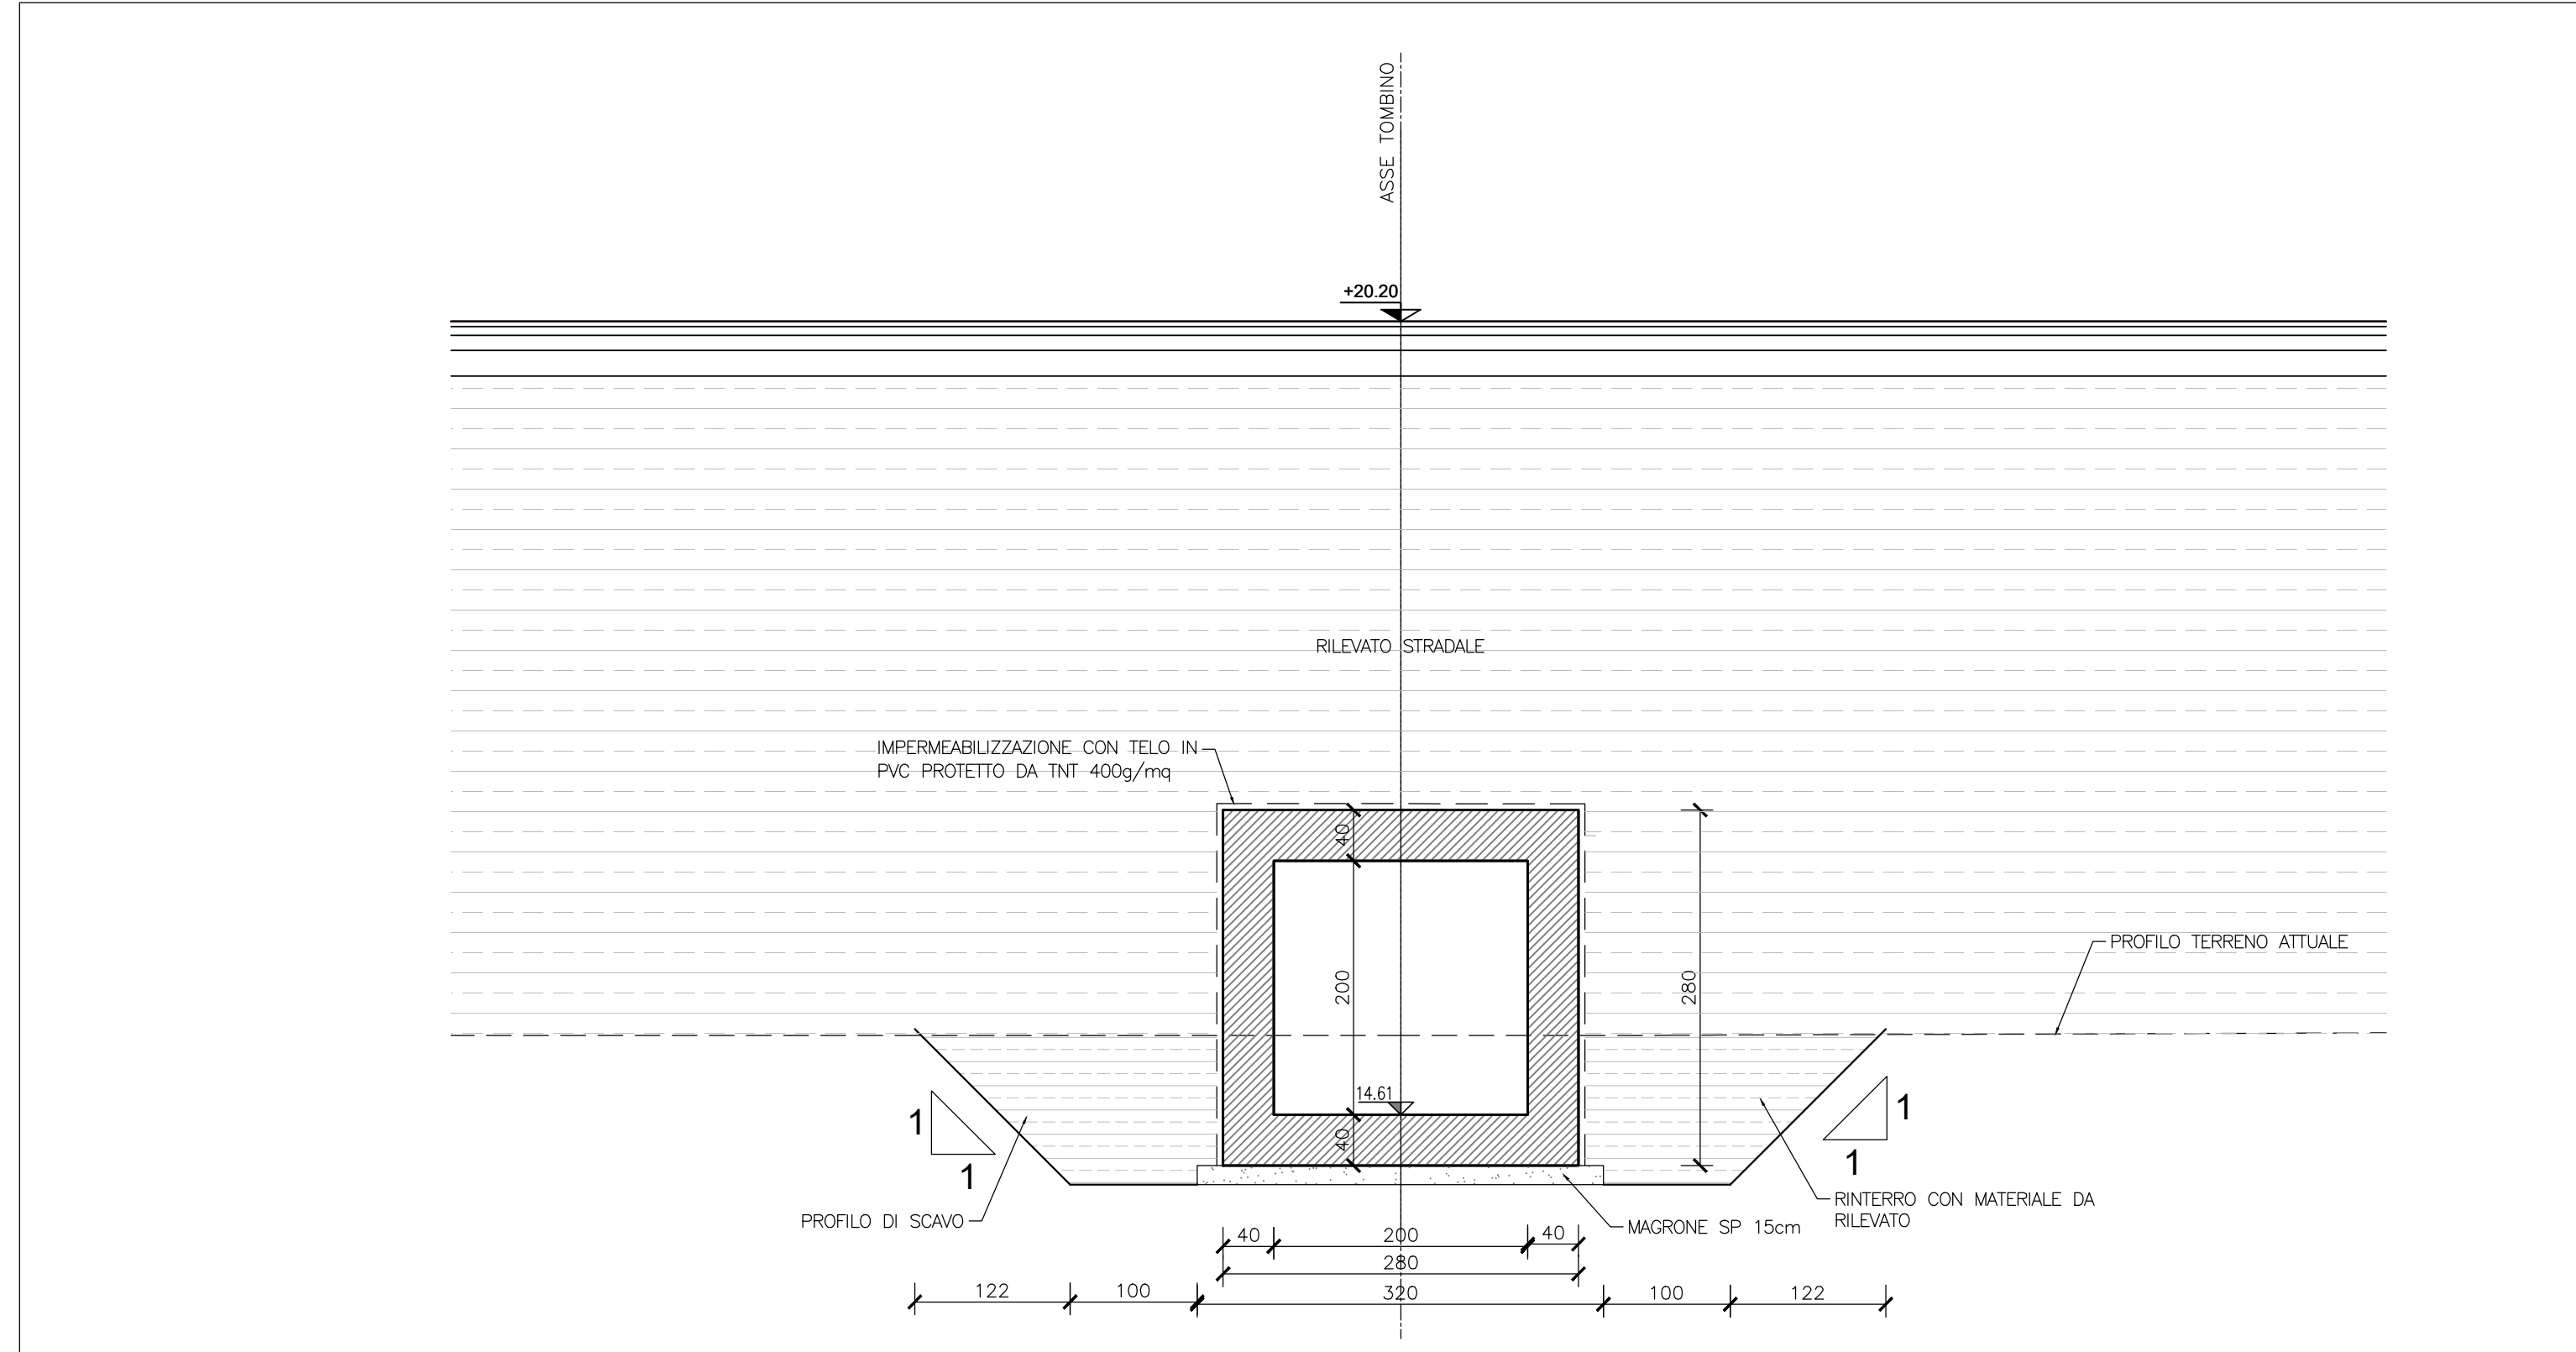 ASSE TOMBINO
+20.20
RILEVATO STRADALE
IMPERMEABILIZZAZIONE CON TELO IN
PVC PROTETTO DA TNT 400g/mq
40
200
280
PROFILO TERRENO ATTUALE
14.61
40
1
1
1
1
PROFILO DI SCAVO
RINTERRO CON MATERIALE DA
RILEVATO
MAGRONE SP 15cm
40 200 40
280
122 100 320 100 122